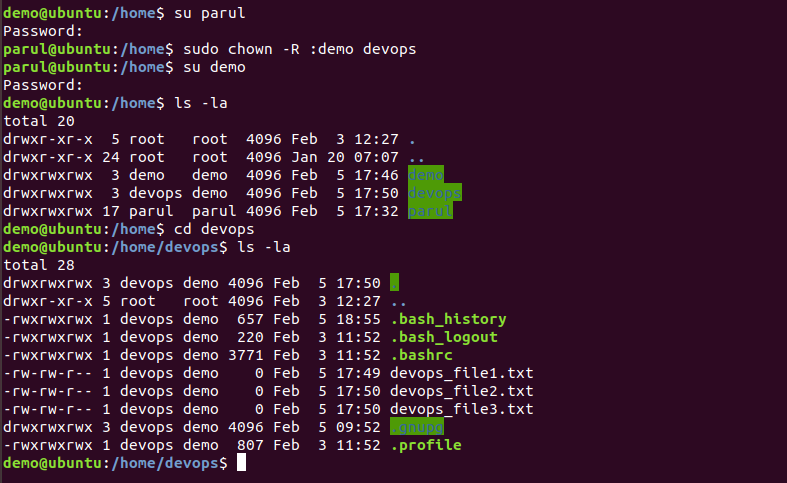 demo@ubuntu:/home$ su parul
Password:
parul@ubuntu:/home$ sudo chown -R :demo devops
parul@ubuntu:/home$ su demo
Password:
demo@ubuntu:/home$ ls -la
total 20
drwxr-xr-x  5 root   root  4096 Feb  3 12:27 .
drwxr-xr-x 24 root   root  4096 Jan 20 07:07 ..
drwxrwxrwx  3 demo   demo  4096 Feb  5 17:46 demo
drwxrwxrwx  3 devops demo  4096 Feb  5 17:50 devops
drwxrwxrwx 17 parul  parul 4096 Feb  5 17:32 parul
demo@ubuntu:/home$ cd devops
demo@ubuntu:/home/devops$ ls -la
total 28
drwxrwxrwx 3 devops demo 4096 Feb  5 17:50 .
drwxr-xr-x 5 root   root 4096 Feb  3 12:27 ..
-rwxrwxrwx 1 devops demo  657 Feb  5 18:55 .bash_history
-rwxrwxrwx 1 devops demo  220 Feb  3 11:52 .bash_logout
-rwxrwxrwx 1 devops demo 3771 Feb  3 11:52 .bashrc
-rw-rw-r-- 1 devops demo    0 Feb  5 17:49 devops_file1.txt
-rw-rw-r-- 1 devops demo    0 Feb  5 17:50 devops_file2.txt
-rw-rw-r-- 1 devops demo    0 Feb  5 17:50 devops_file3.txt
drwxrwxrwx 3 devops demo 4096 Feb  5 09:52 .gnupg
-rwxrwxrwx 1 devops demo  807 Feb  3 11:52 .profile
demo@ubuntu:/home/devops$